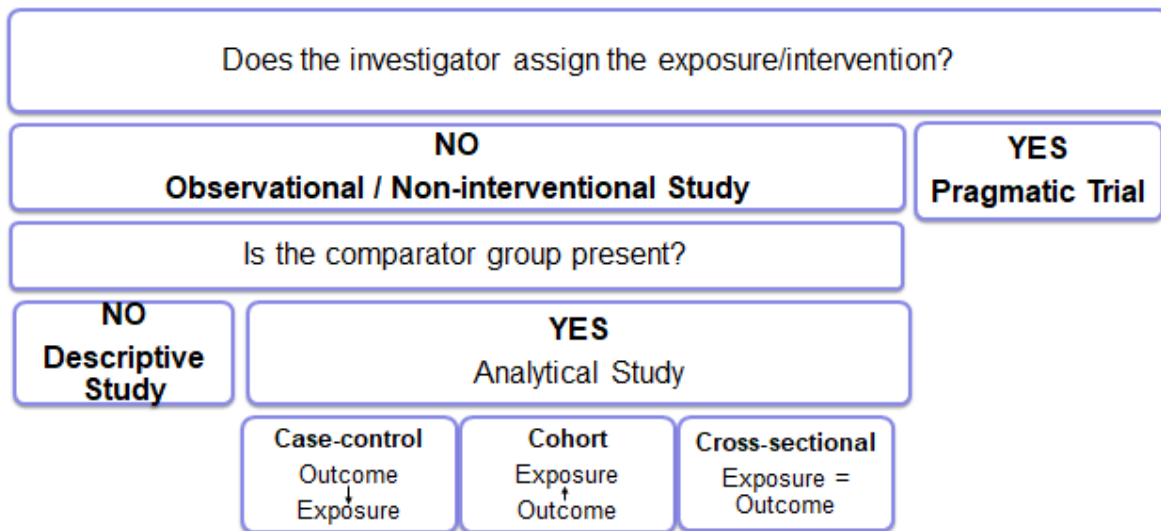 Does the investigator assign the exposure/intervention?
NO
Observational / Non-interventional Study
YES
Pragmatic Trial
Is the comparator group present?
NO
Descriptive
Study
YES
Analytical Study
Case-control
Outcome
↓
Exposure
Cohort
Exposure
↑
Outcome
Cross-sectional
Exposure =
Outcome